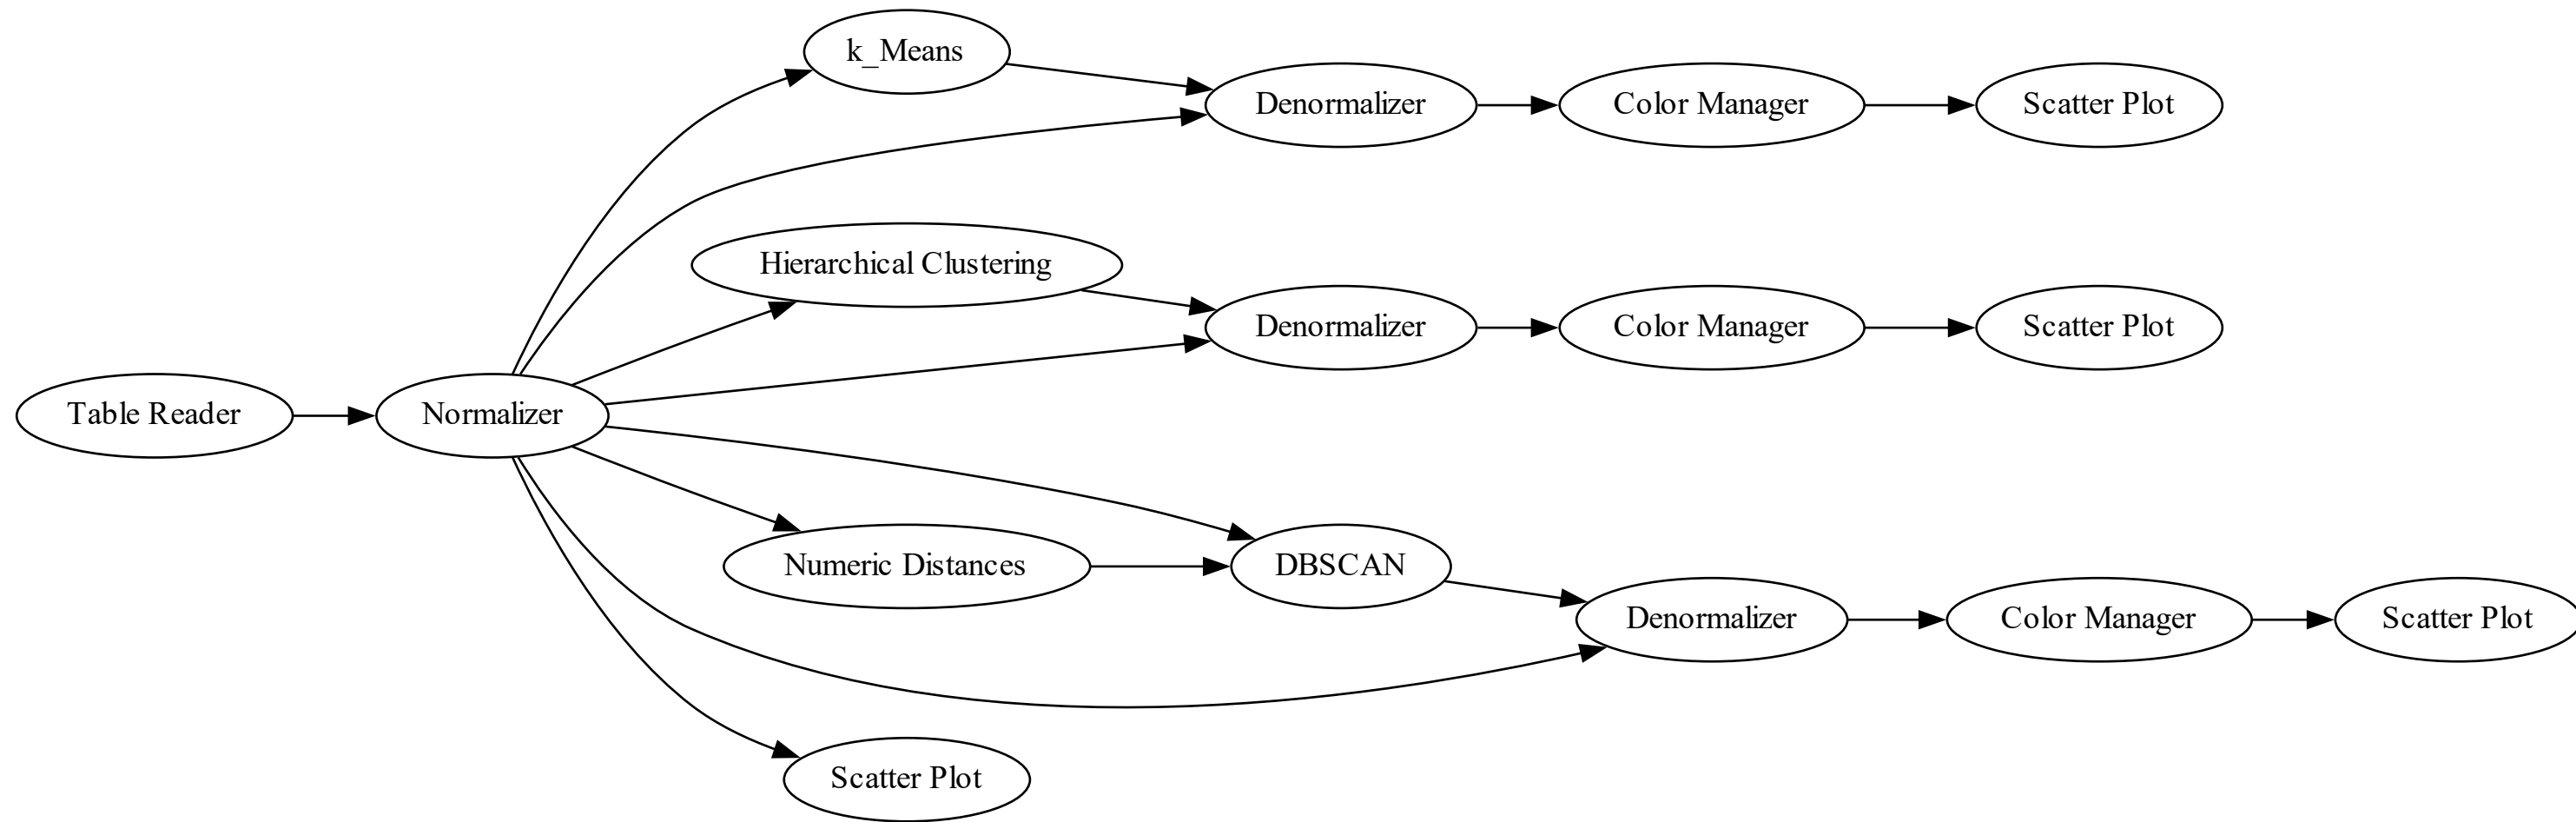 k_Means
Denormalizer
Color Manager
Scatter Plot
Hierarchical Clustering
Denormalizer
Color Manager
Scatter Plot
Table Reader
Normalizer
Numeric Distances
DBSCAN
Denormalizer
Color Manager
Scatter Plot
Scatter Plot